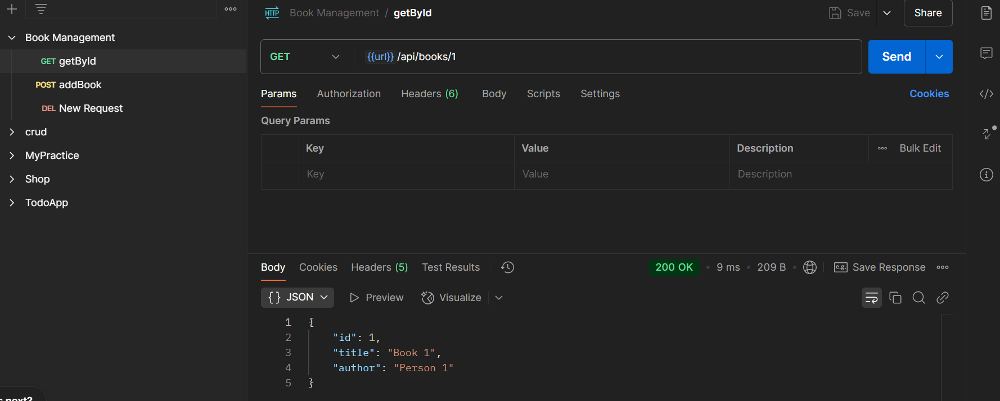 HTTP Book Management / getById
Save
Share
Book Management
GET getById
POST addBook
DEL New Request
crud
MyPractice
Shop
TodoApp
GET {{url}}/api/books/1
Send
Params Authorization Headers (6) Body Scripts Settings Cookies
Query Params
Key Value Description Bulk Edit
Key Value Description
Body Cookies Headers (5) Test Results
200 OK • 9 ms • 209 B • e.g. Save Response
{} JSON Preview Visualize
1 {
2 "id": 1,
3 "title": "Book 1",
4 "author": "Person 1"
5 }
next?